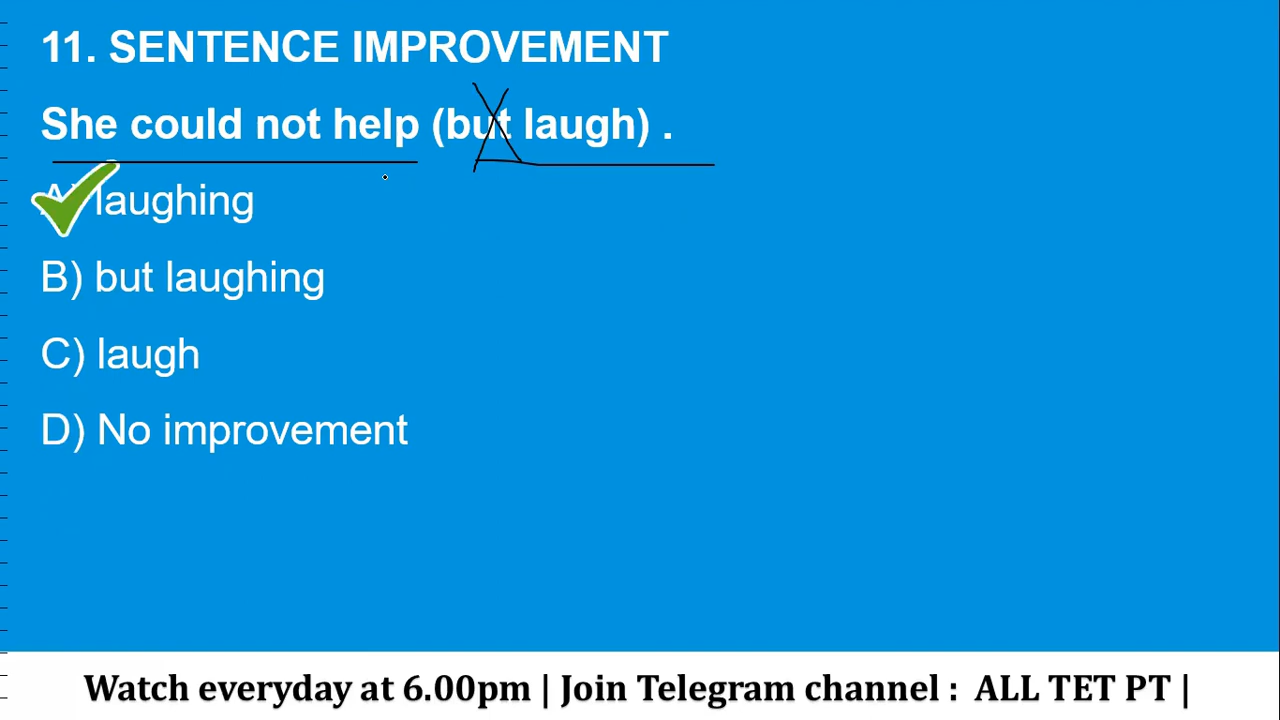 11. SENTENCE IMPROVEMENT
She could not help (but laugh) .
A) laughing
B) but laughing
C) laugh
D) No improvement
Watch everyday at 6.00pm | Join Telegram channel : ALL TET PT |